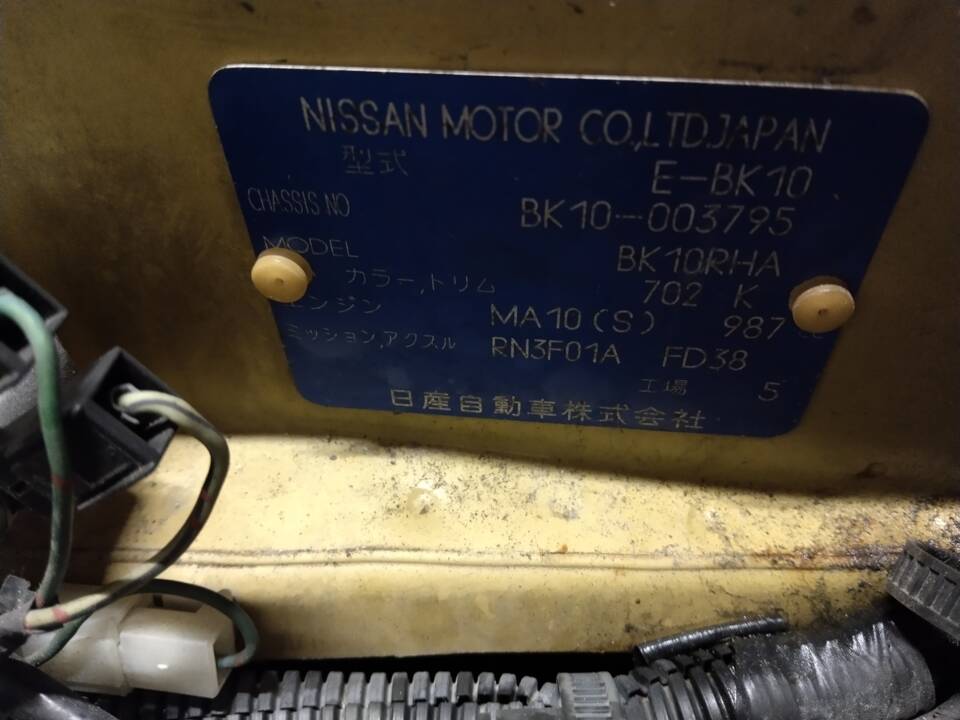 NISSAN MOTOR CO.,LTD.JAPAN
型式 E-BK10
CHASSIS NO BK10-003795
MODEL BK10RHA
カラー,トリム 702 K
エンジン MA10(S) 987 cc
ミッション,アクスル RN3F01A FD38
工場 5
日産自動車株式会社